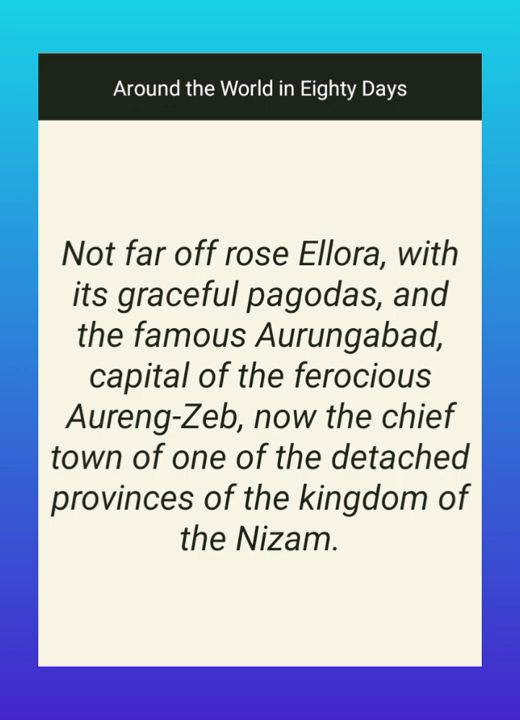 Around the World in Eighty Days
Not far off rose Ellora, with
its graceful pagodas, and
the famous Aurungabad,
capital of the ferocious
Aureng-Zeb, now the chief
town of one of the detached
provinces of the kingdom of
the Nizam.